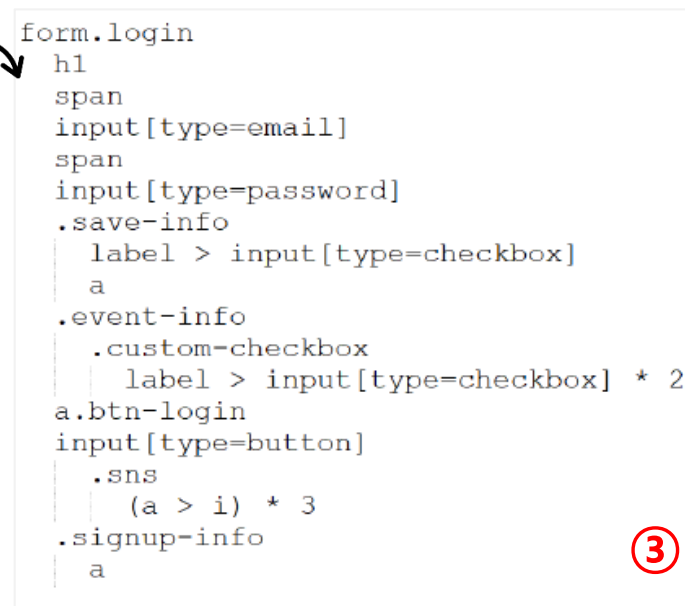 form.login
h1
span
input[type=email]
span
input[type=password]
.save-info
label > input[type=checkbox]
a
.event-info
.custom-checkbox
label > input[type=checkbox] * 2
a.btn-login
input[type=button]
.sns
(a > i) * 3
.signup-info
a
③